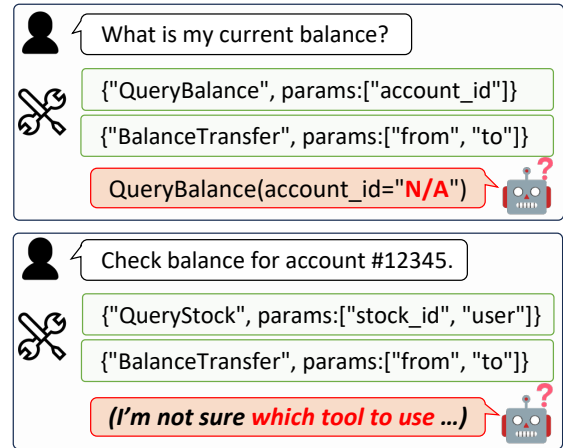 What is my current balance?
{"QueryBalance", params:["account_id"]}
{"BalanceTransfer", params:["from", "to"]}
QueryBalance(account_id="N/A")
?
Check balance for account #12345.
{"QueryStock", params:["stock_id", "user"]}
{"BalanceTransfer", params:["from", "to"]}
(I'm not sure which tool to use ...)
?